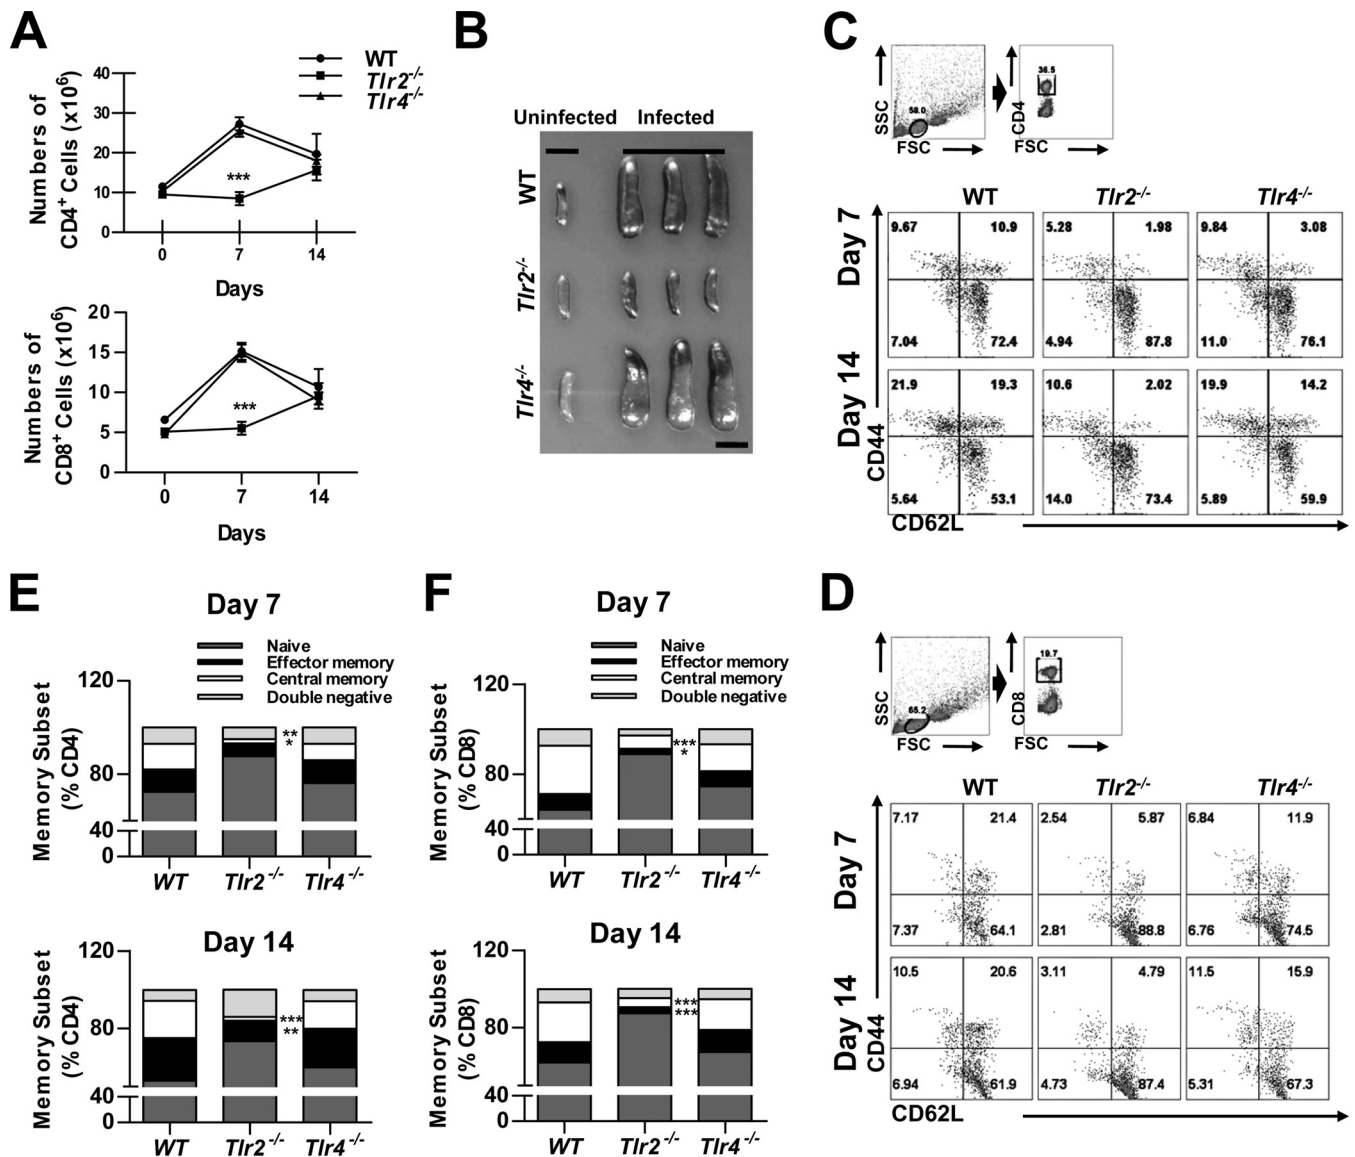 A
WT
Tlr2-/-
Tlr4-/-
Numbers of
CD4+ Cells (x10⁶)
40
30
20
10
0
***
0 7 14
Days
Numbers of
CD8+ Cells (x10⁶)
20
15
10
5
0
***
0 7 14
Days
B
Uninfected Infected
WT
Tlr2-/-
Tlr4-/-
C
SSC
58.0
FSC
CD4
36.5
FSC
WT Tlr2-/- Tlr4-/-
Day 7
9.67 10.9 5.28 1.98 9.84 3.08
7.04 72.4 4.94 87.8 11.0 76.1
Day 14
21.9 19.3 10.6 2.02 19.9 14.2
5.64 53.1 14.0 73.4 5.89 59.9
CD44
CD62L
E
Day 7
Naive
Effector memory
Central memory
Double negative
Memory Subset
(% CD4)
120
80
40
0
**
*
WT Tlr2-/- Tlr4-/-
Day 14
Memory Subset
(% CD4)
120
80
40
0
***
**
WT Tlr2-/- Tlr4-/-
F
Day 7
Naive
Effector memory
Central memory
Double negative
Memory Subset
(% CD8)
120
80
40
0
***
*
WT Tlr2-/- Tlr4-/-
Day 14
Memory Subset
(% CD8)
120
80
40
0
***
***
WT Tlr2-/- Tlr4-/-
D
SSC
65.2
FSC
CD8
19.7
FSC
WT Tlr2-/- Tlr4-/-
Day 7
7.17 21.4 2.54 5.87 6.84 11.9
7.37 64.1 2.81 88.8 6.76 74.5
Day 14
10.5 20.6 3.11 4.79 11.5 15.9
6.94 61.9 4.73 87.4 5.31 67.3
CD44
CD62L